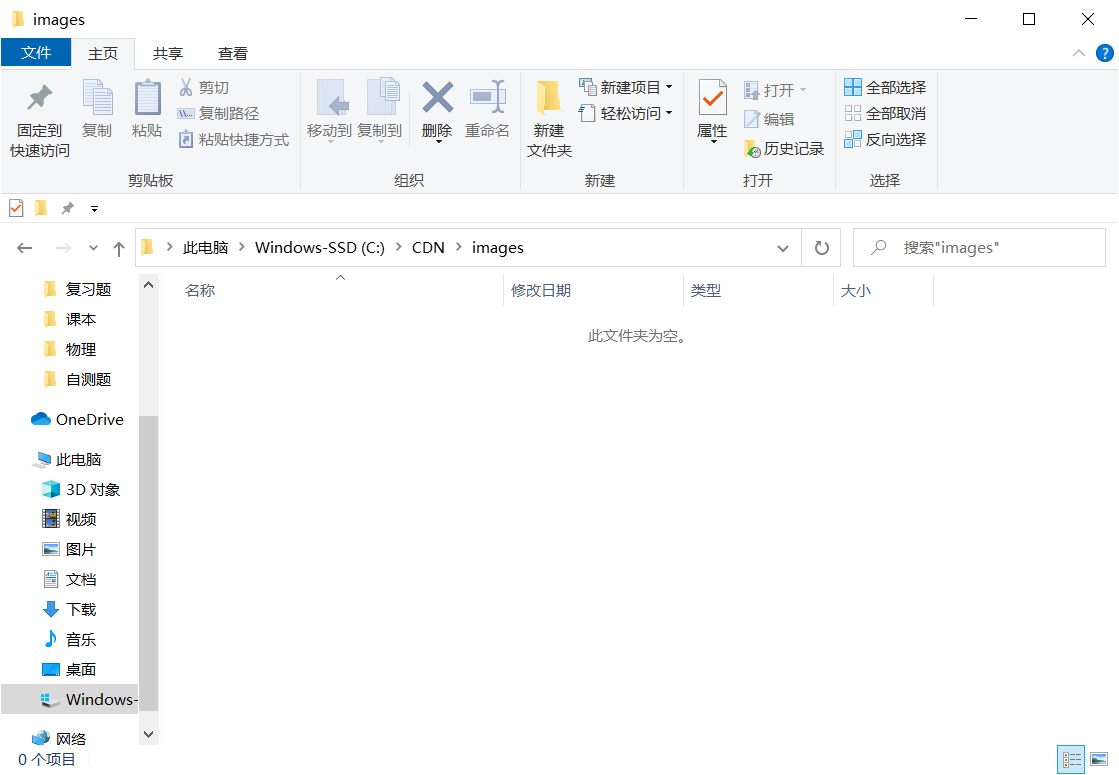 images
文件 主页 共享 查看
固定到
快速访问
复制
粘贴
剪切
复制路径
粘贴快捷方式
剪贴板
移动到
复制到
删除
重命名
组织
新建
文件夹
新建项目
轻松访问
新建
属性
打开
编辑
历史记录
打开
全部选择
全部取消
反向选择
选择
此电脑 > Windows-SSD (C:) > CDN > images
搜索"images"
名称 修改日期 类型 大小
此文件夹为空。
复习题
课本
物理
自测题
OneDrive
此电脑
3D 对象
视频
图片
文档
下载
音乐
桌面
Windows-
网络
0 个项目